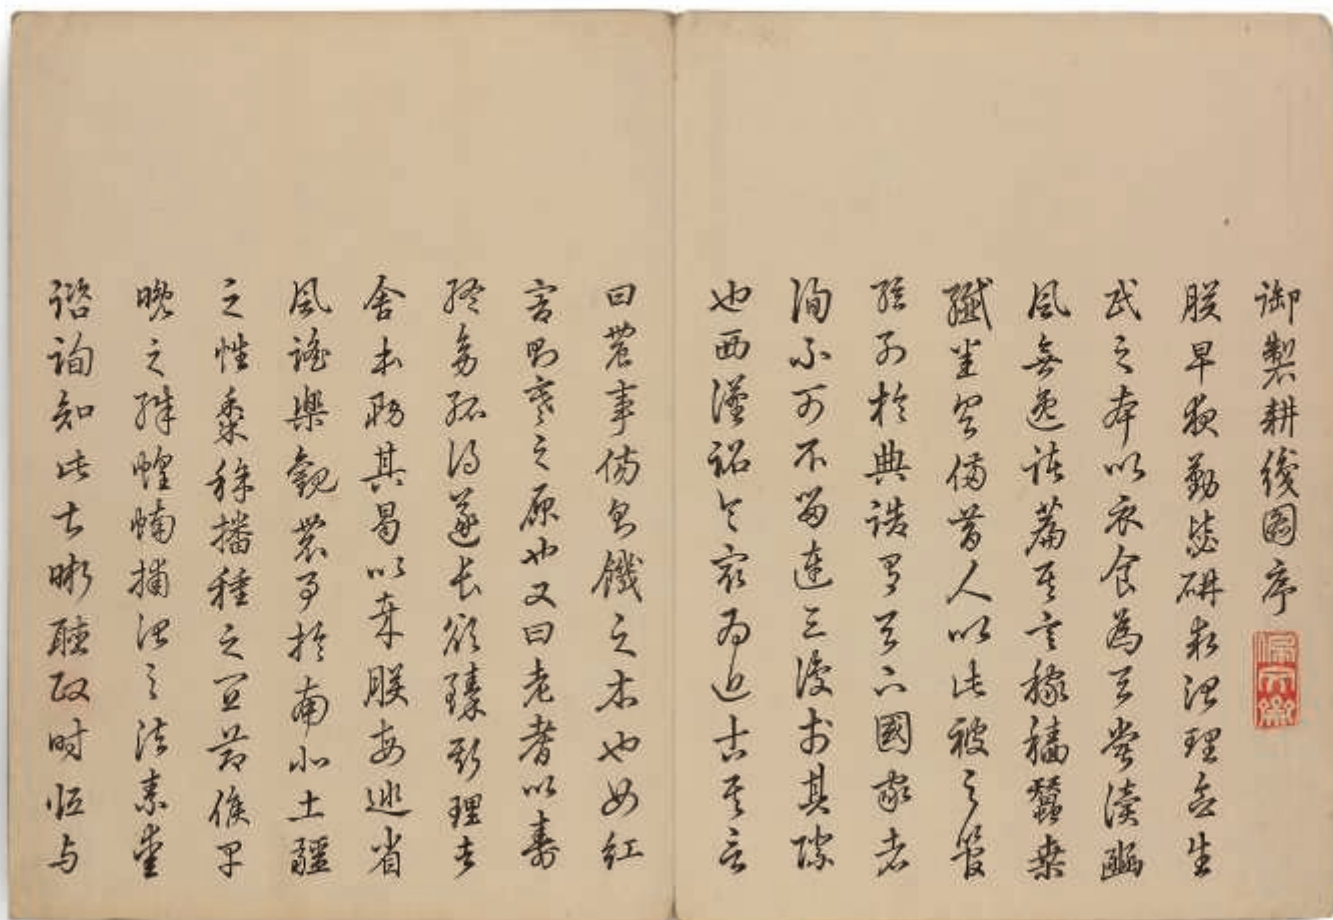 御製耕織圖序
佩文齋
朕早夜勤毖研求治理念生
民之本以衣食為天嘗讀豳
風無逸諸篇其言稼穡蠶桑
纖悉具備昔人以此被之管
絃列於典誥有天下國家者
洵不可不留連三復於其際
也西漢詔令最為近古其言
曰農事傷則饑之本也女紅
害則寒之原也又曰老者以壽
終幼孤得遂長欲臻斯理者
舍本務其曷以哉朕每巡省
風謠樂觀農事於南北土疆
之性黍稌播種之宜節候早
晚之殊蝗蝻捕治之法素愛
諮詢知此甚晰聽政时恆与